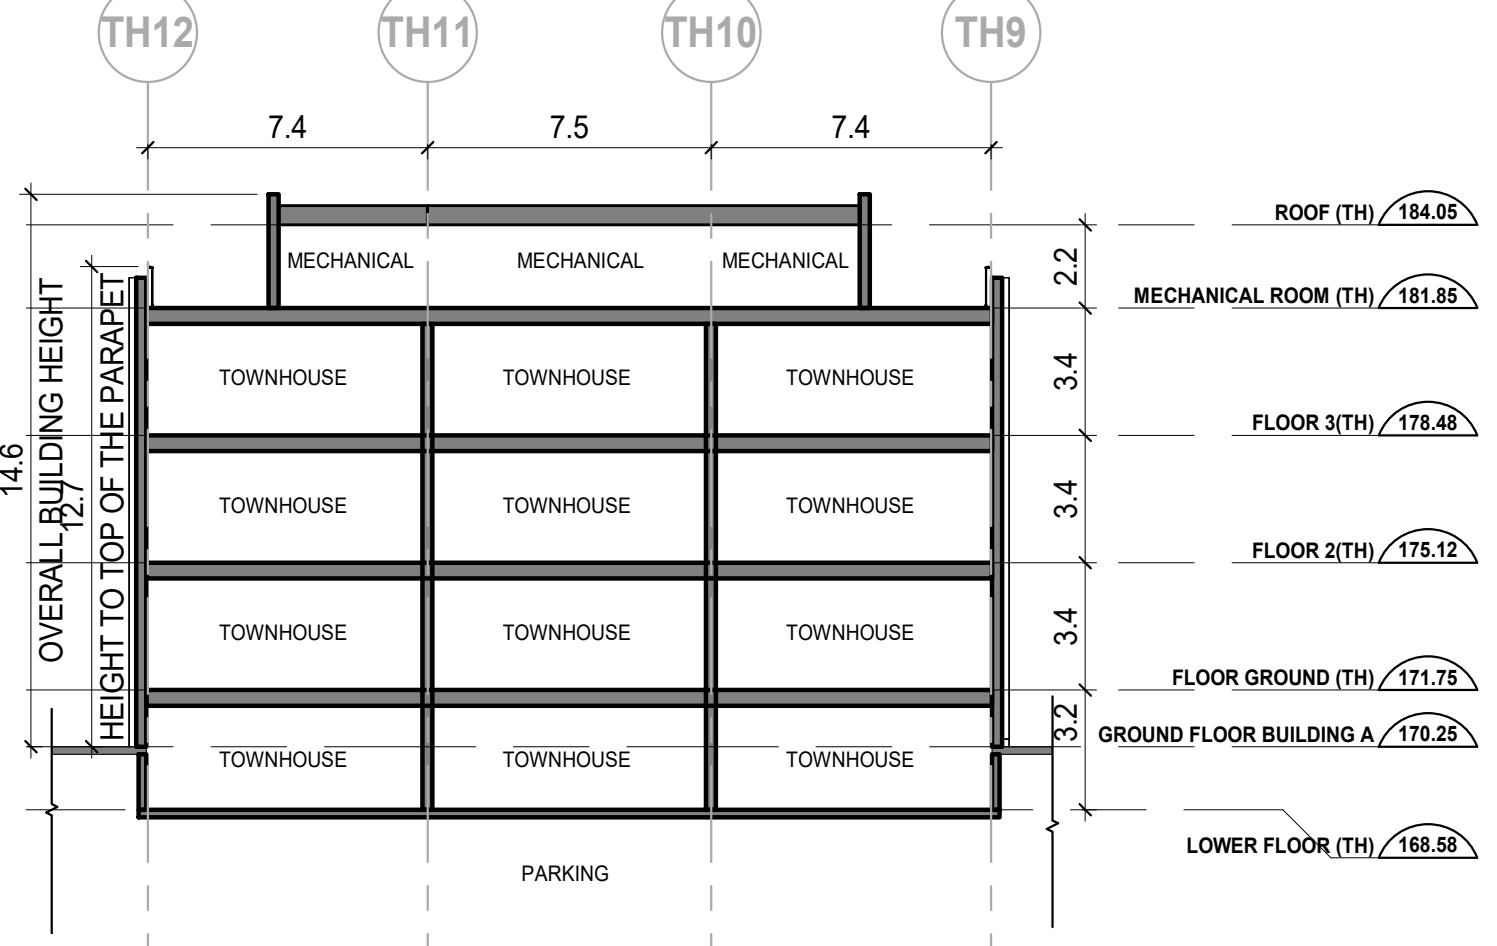 TH12 TH11 TH10 TH9
7.4 7.5 7.4
ROOF (TH) 184.05
MECHANICAL MECHANICAL MECHANICAL
2.2
MECHANICAL ROOM (TH) 181.85
TOWNHOUSE TOWNHOUSE TOWNHOUSE
3.4
FLOOR 3(TH) 178.48
14.6
OVERALL BUILDING HEIGHT
12.7
HEIGHT TO TOP OF THE PARAPET
TOWNHOUSE TOWNHOUSE TOWNHOUSE
3.4
FLOOR 2(TH) 175.12
TOWNHOUSE TOWNHOUSE TOWNHOUSE
3.4
FLOOR GROUND (TH) 171.75
3.2
GROUND FLOOR BUILDING A 170.25
TOWNHOUSE TOWNHOUSE TOWNHOUSE
LOWER FLOOR (TH) 168.58
PARKING